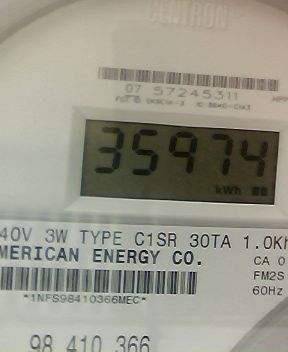 CENTRON
07 57245311
35974
kWh
40V 3W TYPE C1SR 30TA 1.0Kh
MERICAN ENERGY CO.
CA 0
FM2S
60Hz
*1NFS98410366MEC*
98 410 366